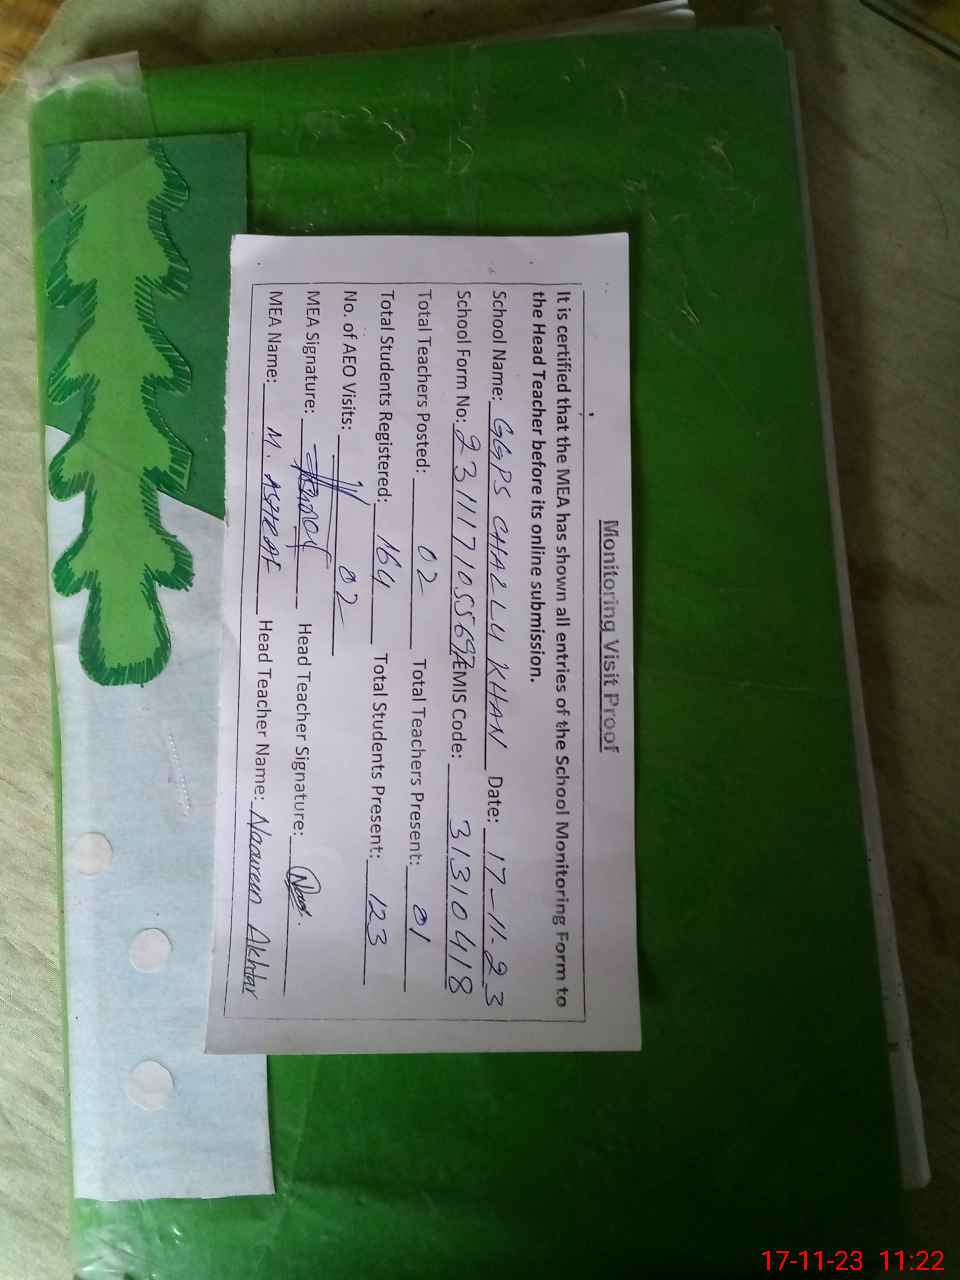 Monitoring Visit Proof
It is certified that the MEA has shown all entries of the School Monitoring Form to
the Head Teacher before its online submission.
School Name: GGPS CHALLU KHAN Date: 17-11-23
School Form No: 2311171055697 EMIS Code: 31310418
Total Teachers Posted: 02 Total Teachers Present: 01
Total Students Registered: 164 Total Students Present: 123
No. of AEO Visits: 02
MEA Signature: Head Teacher Signature:
MEA Name: M. ASHRAF Head Teacher Name: Naoureen Akhtar
17-11-23 11:22